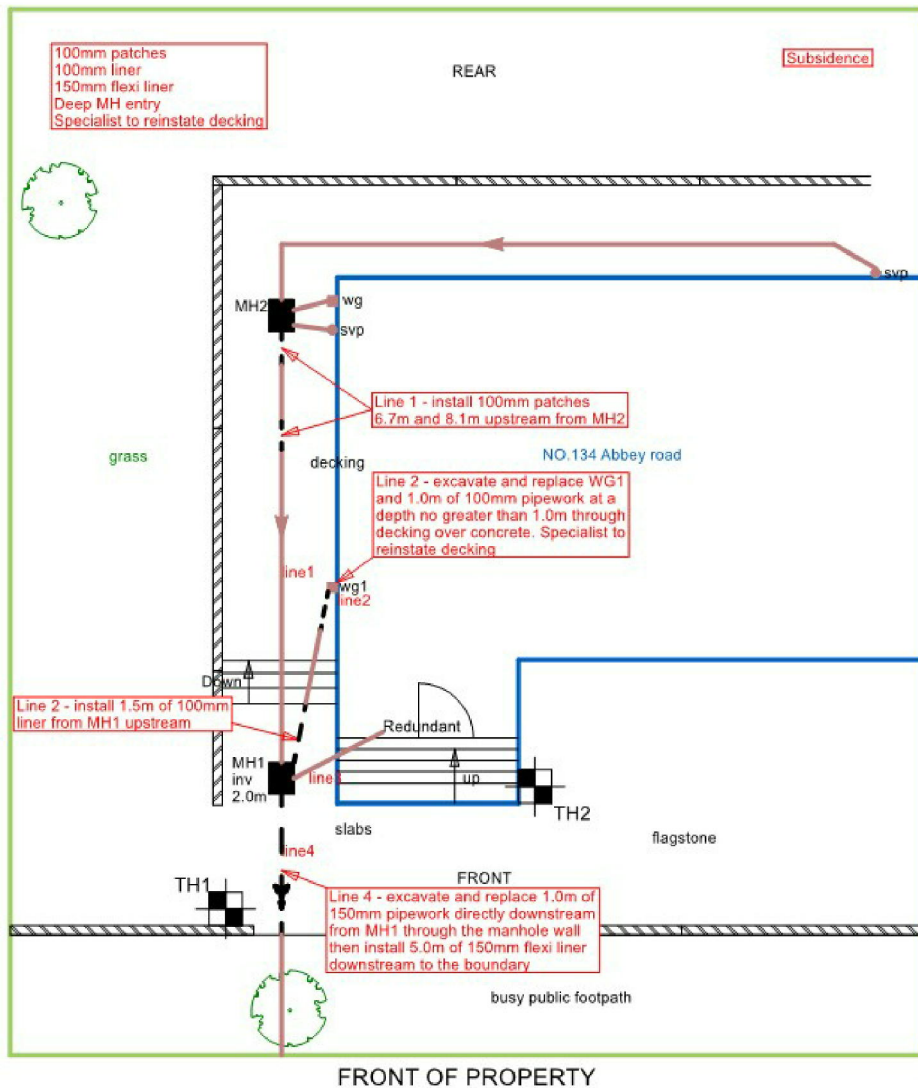 100mm patches
100mm liner
150mm flexi liner
Deep MH entry
Specialist to reinstate decking
REAR
Subsidence
svp
MH2
wg
svp
Line 1 - install 100mm patches
6.7m and 8.1m upstream from MH2
grass
decking
NO.134 Abbey road
Line 2 - excavate and replace WG1
and 1.0m of 100mm pipework at a
depth no greater than 1.0m through
decking over concrete. Specialist to
reinstate decking
line1
wg1
line2
Down
Line 2 - install 1.5m of 100mm
liner from MH1 upstream
Redundant
MH1
inv
2.0m
line3
up
TH2
slabs
flagstone
line4
TH1
FRONT
Line 4 - excavate and replace 1.0m of
150mm pipework directly downstream
from MH1 through the manhole wall
then install 5.0m of 150mm flexi liner
downstream to the boundary
busy public footpath
FRONT OF PROPERTY